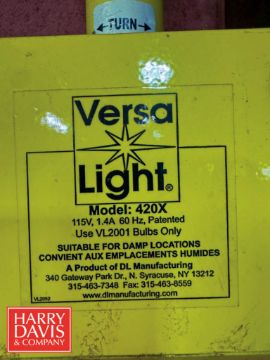 TURN
Versa
Light®
Model: 420X
115V, 1.4A 60 Hz, Patented
Use VL2001 Bulbs Only
SUITABLE FOR DAMP LOCATIONS
CONVIENT AUX EMPLACEMENTS HUMIDES
A Product of DL Manufacturing
340 Gateway Park Dr., N. Syracuse, NY 13212
315-463-7348 Fax: 315-463-8559
www.dlmanufacturing.com
VL2052
HARRY
DAVIS
& COMPANY